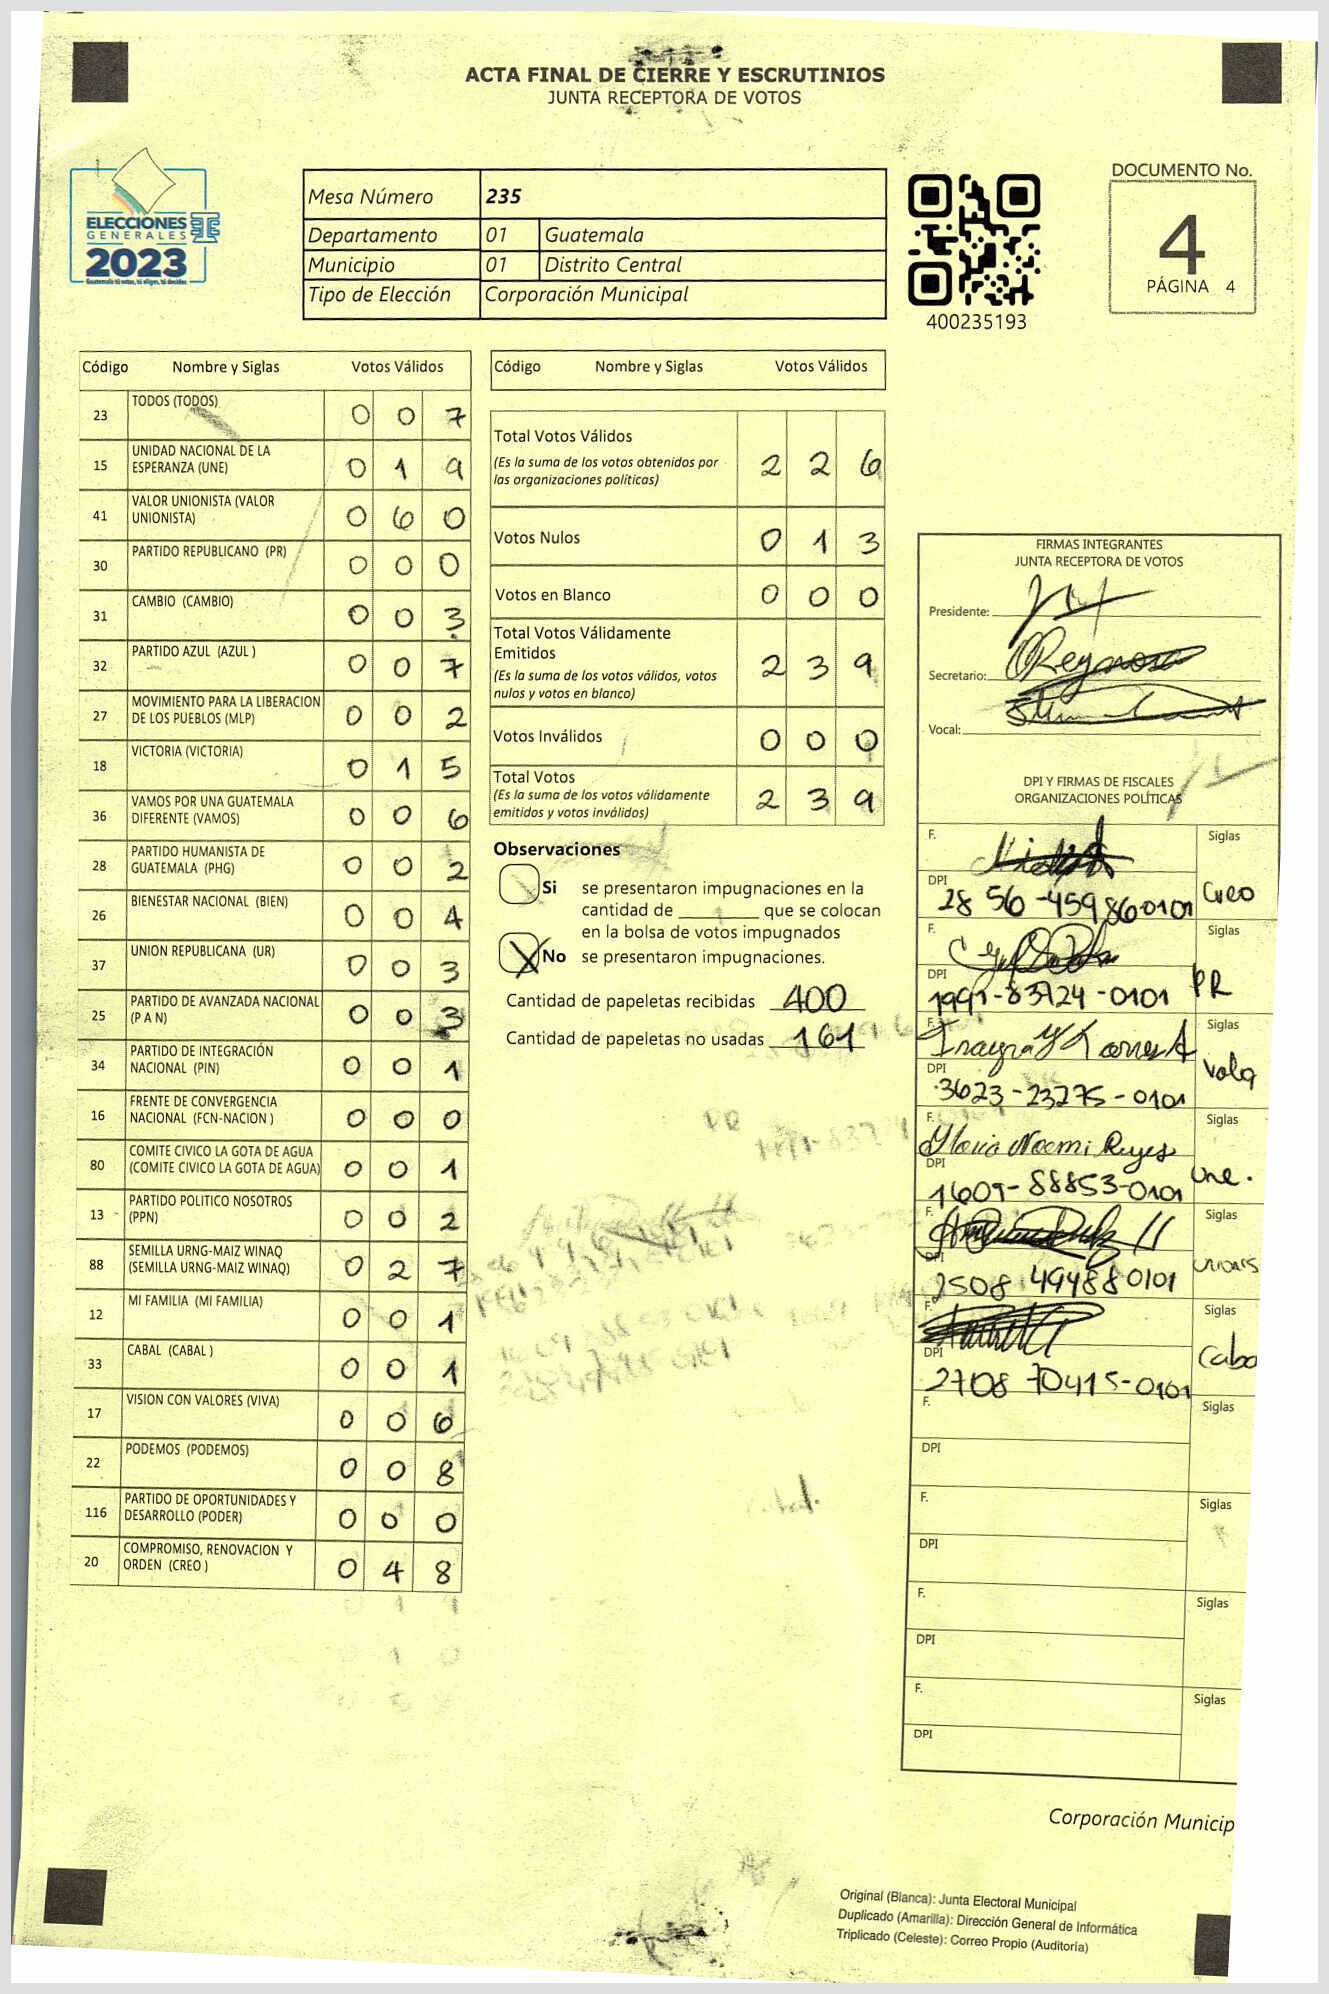 ACTA FINAL DE CIERRE Y ESCRUTINIOS
JUNTA RECEPTORA DE VOTOS
ELECCIONES
GENERALES
2023
Guatemala tú votas, tú eliges, tú decides
Mesa Número 235
Departamento 01 Guatemala
Municipio 01 Distrito Central
Tipo de Elección Corporación Municipal
400235193
DOCUMENTO No.
4
PÁGINA 4
Código Nombre y Siglas Votos Válidos
23 TODOS (TODOS) 0 0 7
15 UNIDAD NACIONAL DE LA ESPERANZA (UNE) 0 1 9
41 VALOR UNIONISTA (VALOR UNIONISTA) 0 6 0
30 PARTIDO REPUBLICANO (PR) 0 0 0
31 CAMBIO (CAMBIO) 0 0 3
32 PARTIDO AZUL (AZUL ) 0 0 7
27 MOVIMIENTO PARA LA LIBERACION DE LOS PUEBLOS (MLP) 0 0 2
18 VICTORIA (VICTORIA) 0 1 5
36 VAMOS POR UNA GUATEMALA DIFERENTE (VAMOS) 0 0 6
28 PARTIDO HUMANISTA DE GUATEMALA (PHG) 0 0 2
26 BIENESTAR NACIONAL (BIEN) 0 0 4
37 UNION REPUBLICANA (UR) 0 0 3
25 PARTIDO DE AVANZADA NACIONAL (P A N) 0 0 3
34 PARTIDO DE INTEGRACIÓN NACIONAL (PIN) 0 0 1
16 FRENTE DE CONVERGENCIA NACIONAL (FCN-NACION ) 0 0 0
80 COMITE CIVICO LA GOTA DE AGUA (COMITE CIVICO LA GOTA DE AGUA) 0 0 1
13 PARTIDO POLITICO NOSOTROS (PPN) 0 0 2
88 SEMILLA URNG-MAIZ WINAQ (SEMILLA URNG-MAIZ WINAQ) 0 2 7
12 MI FAMILIA (MI FAMILIA) 0 0 1
33 CABAL (CABAL ) 0 0 1
17 VISION CON VALORES (VIVA) 0 0 6
22 PODEMOS (PODEMOS) 0 0 8
116 PARTIDO DE OPORTUNIDADES Y DESARROLLO (PODER) 0 0 0
20 COMPROMISO, RENOVACION Y ORDEN (CREO ) 0 4 8
Código Nombre y Siglas Votos Válidos
Total Votos Válidos 2 2 6
(Es la suma de los votos obtenidos por
las organizaciones políticas)
Votos Nulos 0 1 3
Votos en Blanco 0 0 0
Total Votos Válidamente
Emitidos 2 3 9
(Es la suma de los votos válidos, votos
nulos y votos en blanco)
Votos Inválidos 0 0 0
Total Votos 2 3 9
(Es la suma de los votos válidamente
emitidos y votos inválidos)
Observaciones
Si se presentaron impugnaciones en la
cantidad de ________ que se colocan
en la bolsa de votos impugnados
X No se presentaron impugnaciones.
Cantidad de papeletas recibidas 400
Cantidad de papeletas no usadas 161
FIRMAS INTEGRANTES
JUNTA RECEPTORA DE VOTOS
Presidente:
Secretario:
Vocal:
DPI Y FIRMAS DE FISCALES
ORGANIZACIONES POLÍTICAS
F. Siglas
DPI 28 56 -45986-0101 Creo
F. Siglas
DPI 1991-83724-0101 PR
F. Siglas
DPI 3623-23275-0101
F. Noemi Reyes Siglas
DPI 1609-88853-0101 Une.
F. Siglas
DPI 2508 49488 0101
F. Siglas
DPI 2708 70415-0101 Caba
F. Siglas
DPI
F. Siglas
DPI
F. Siglas
DPI
F. Siglas
DPI
Corporación Municip
Original (Blanca): Junta Electoral Municipal
Duplicado (Amarilla): Dirección General de Informática
Triplicado (Celeste): Correo Propio (Auditoría)